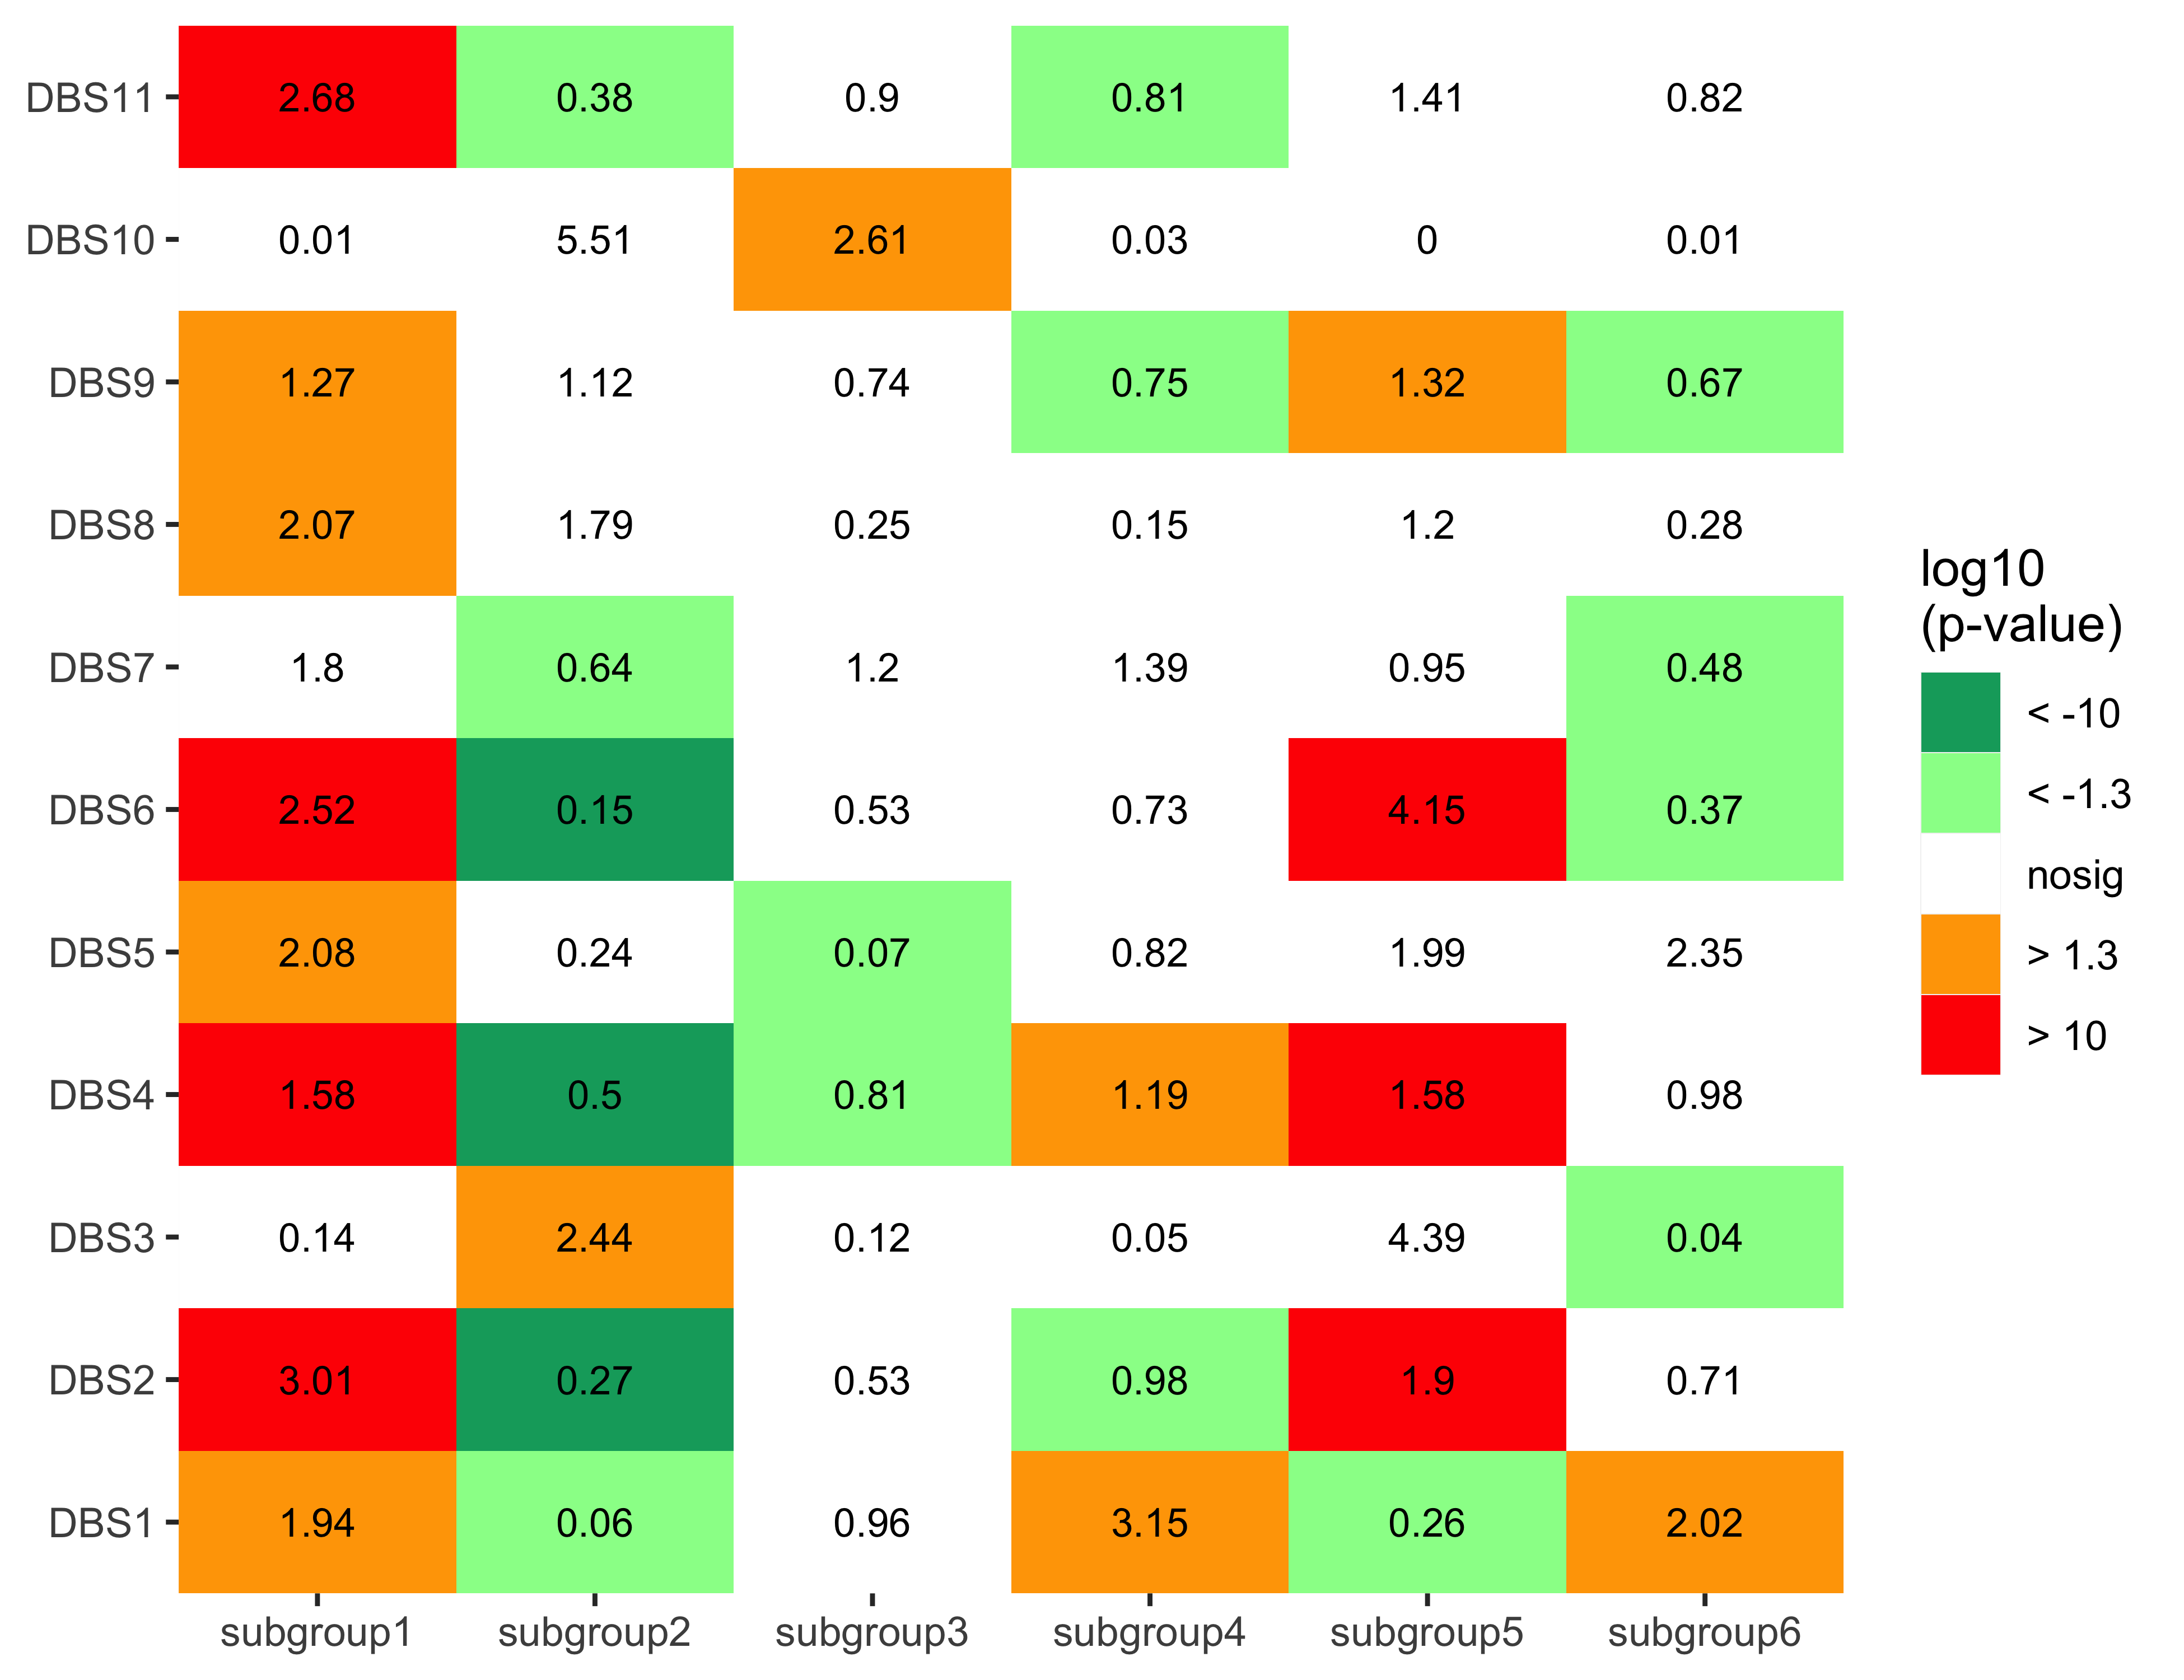 DBS11 2.68 0.38 0.9 0.81 1.41 0.82
DBS10 0.01 5.51 2.61 0.03 0 0.01
DBS9 1.27 1.12 0.74 0.75 1.32 0.67
DBS8 2.07 1.79 0.25 0.15 1.2 0.28
DBS7 1.8 0.64 1.2 1.39 0.95 0.48
DBS6 2.52 0.15 0.53 0.73 4.15 0.37
DBS5 2.08 0.24 0.07 0.82 1.99 2.35
DBS4 1.58 0.5 0.81 1.19 1.58 0.98
DBS3 0.14 2.44 0.12 0.05 4.39 0.04
DBS2 3.01 0.27 0.53 0.98 1.9 0.71
DBS1 1.94 0.06 0.96 3.15 0.26 2.02
subgroup1 subgroup2 subgroup3 subgroup4 subgroup5 subgroup6
log10
(p-value)
< -10
< -1.3
nosig
> 1.3
> 10